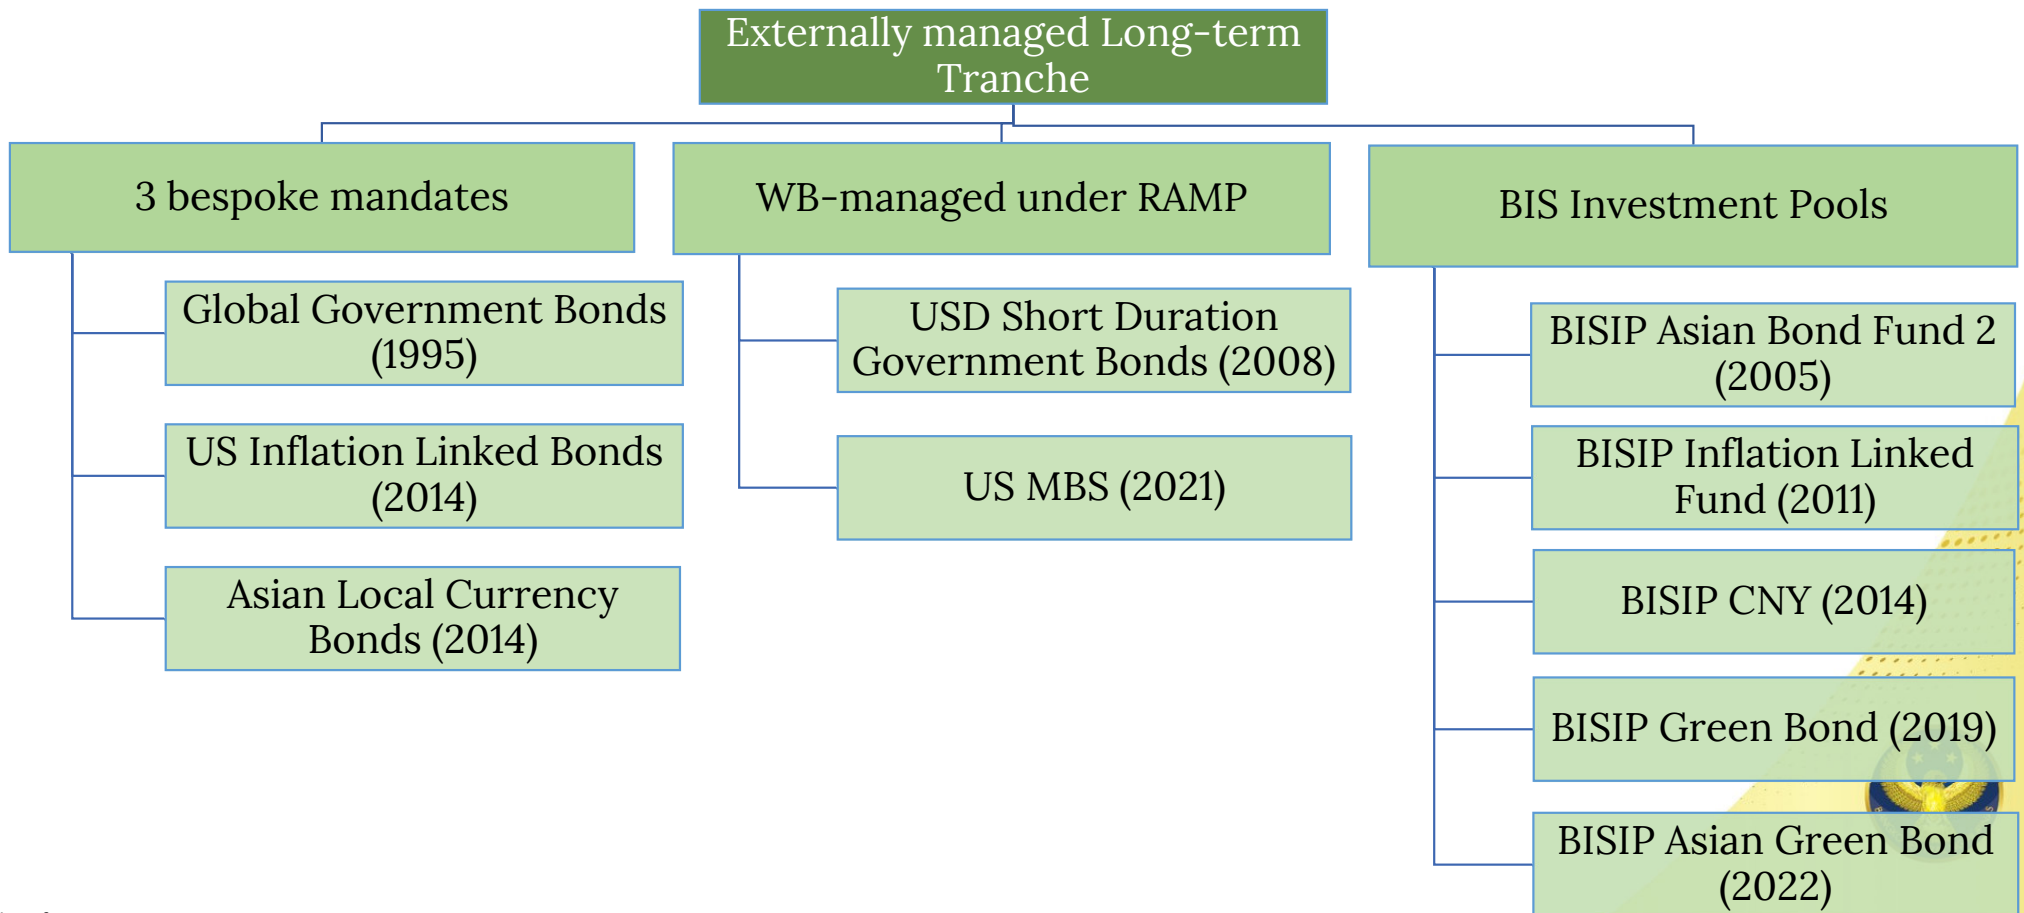 Externally managed Long-term
Tranche
3 bespoke mandates
Global Government Bonds
(1995)
US Inflation Linked Bonds
(2014)
Asian Local Currency
Bonds (2014)
WB-managed under RAMP
USD Short Duration
Government Bonds (2008)
US MBS (2021)
BIS Investment Pools
BISIP Asian Bond Fund 2
(2005)
BISIP Inflation Linked
Fund (2011)
BISIP CNY (2014)
BISIP Green Bond (2019)
BISIP Asian Green Bond
(2022)